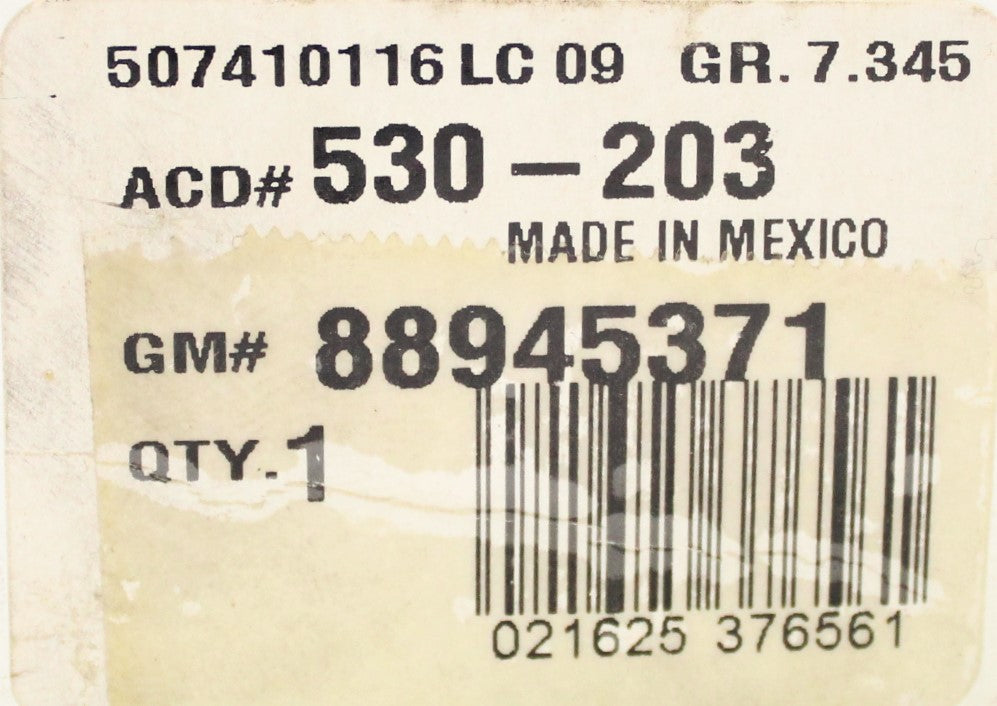 507410116 LC 09 GR. 7.345
ACD# 530-203
MADE IN MEXICO
GM# 88945371
QTY. 1
021625 376561